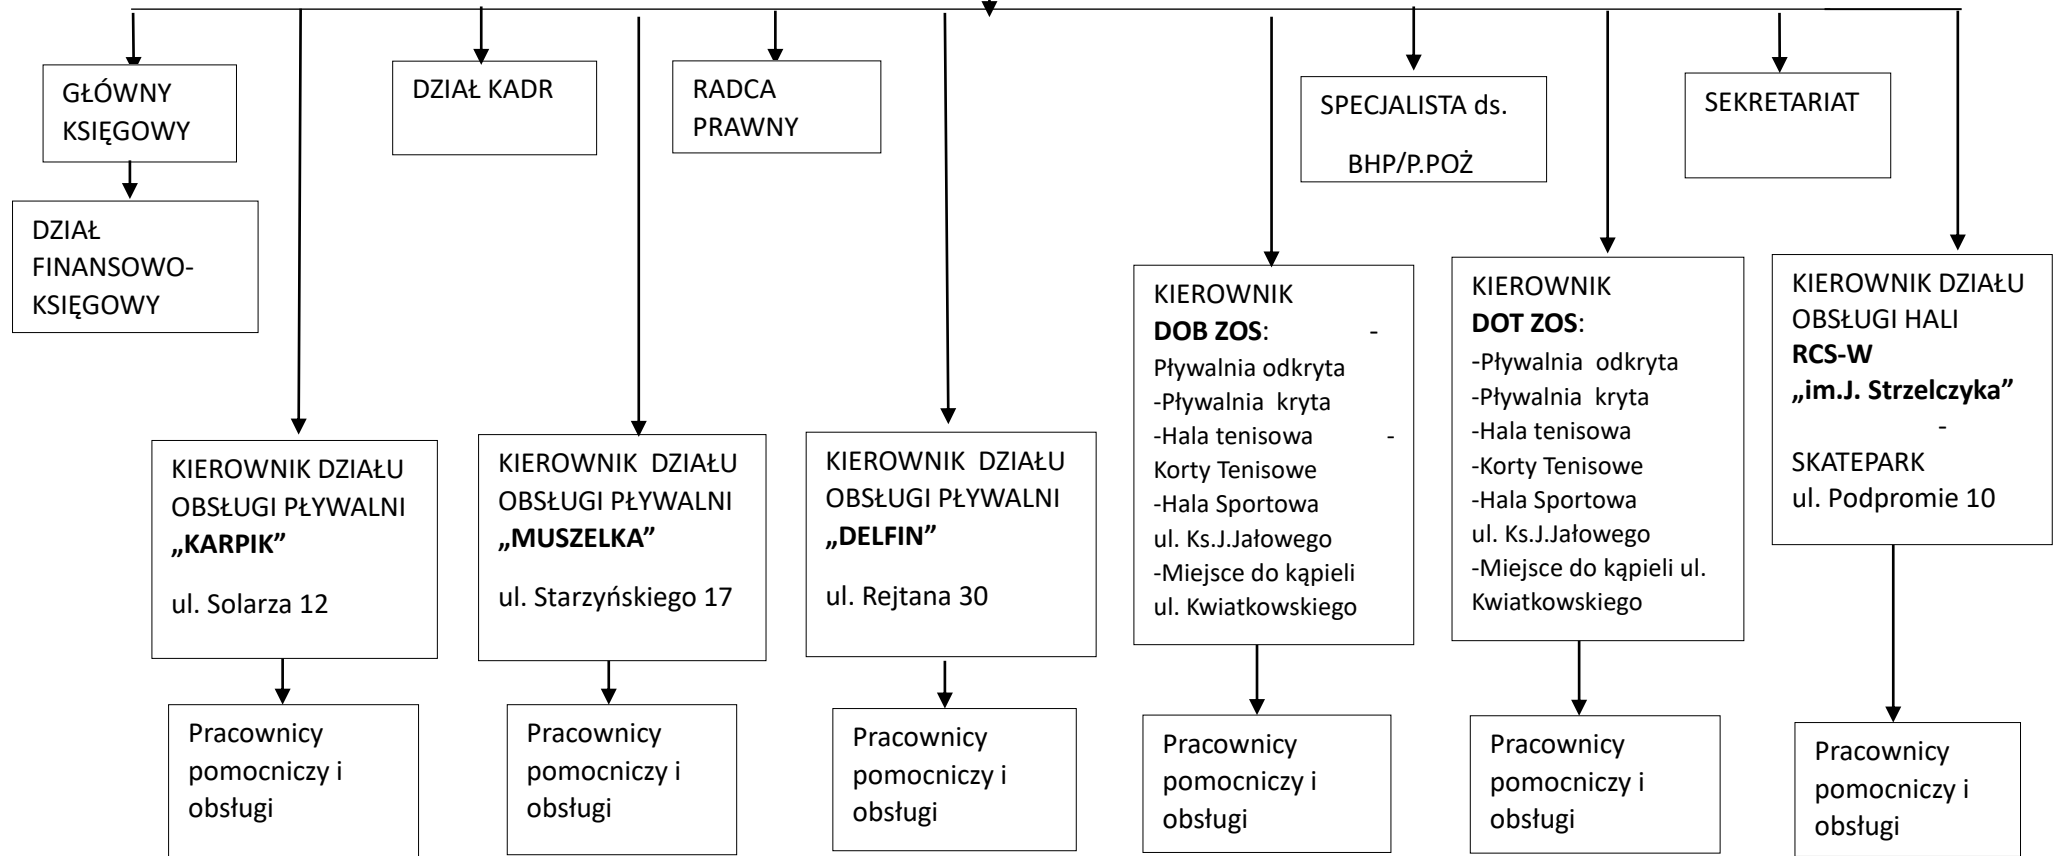 GŁÓWNY
KSIĘGOWY
DZIAŁ KADR
RADCA
PRAWNY
SPECJALISTA ds.
BHP/P.POŻ
SEKRETARIAT
DZIAŁ
FINANSOWO-
KSIĘGOWY
KIEROWNIK DZIAŁU
OBSŁUGI PŁYWALNI
„KARPIK”
ul. Solarza 12
KIEROWNIK DZIAŁU
OBSŁUGI PŁYWALNI
„MUSZELKA”
ul. Starzyńskiego 17
KIEROWNIK DZIAŁU
OBSŁUGI PŁYWALNI
„DELFIN”
ul. Rejtana 30
KIEROWNIK
DOB ZOS: -
Pływalnia odkryta
-Pływalnia kryta
-Hala tenisowa -
Korty Tenisowe
-Hala Sportowa
ul. Ks.J.Jałowego
-Miejsce do kąpieli
ul. Kwiatkowskiego
KIEROWNIK
DOT ZOS:
-Pływalnia odkryta
-Pływalnia kryta
-Hala tenisowa
-Korty Tenisowe
-Hala Sportowa
ul. Ks.J.Jałowego
-Miejsce do kąpieli ul.
Kwiatkowskiego
KIEROWNIK DZIAŁU
OBSŁUGI HALI
RCS-W
„im.J. Strzelczyka”
-
SKATEPARK
ul. Podpromie 10
Pracownicy
pomocniczy i
obsługi
Pracownicy
pomocniczy i
obsługi
Pracownicy
pomocniczy i
obsługi
Pracownicy
pomocniczy i
obsługi
Pracownicy
pomocniczy i
obsługi
Pracownicy
pomocniczy i
obsługi